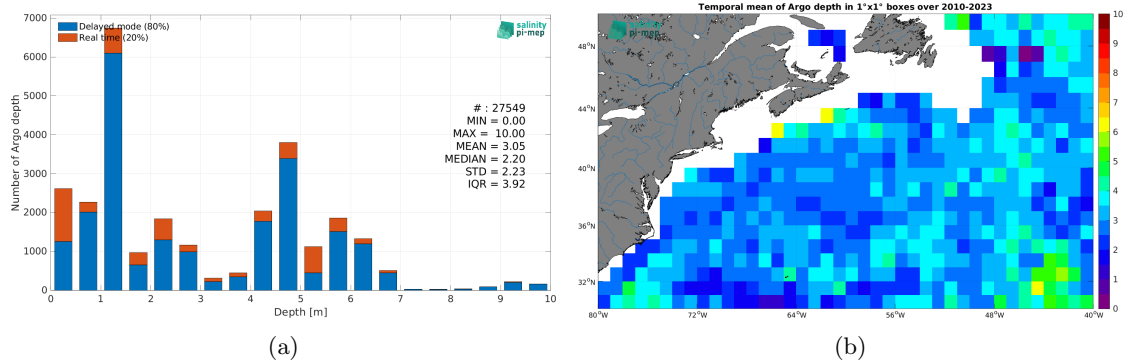 Delayed mode (80%)
Real time (20%)
salinity
pi-mep
# : 27549
MIN = 0.00
MAX = 10.00
MEAN = 3.05
MEDIAN = 2.20
STD = 2.23
IQR = 3.92
Number of Argo depth
7000
6000
5000
4000
3000
2000
1000
0
0 1 2 3 4 5 6 7 8 9 10
Depth [m]
(a)
Temporal mean of Argo depth in 1°x1° boxes over 2010-2023
pi-mep
48°N
44°N
40°N
36°N
32°N
80°W 72°W 64°W 56°W 48°W 40°W
10
9
8
7
6
5
4
3
2
1
0
(b)